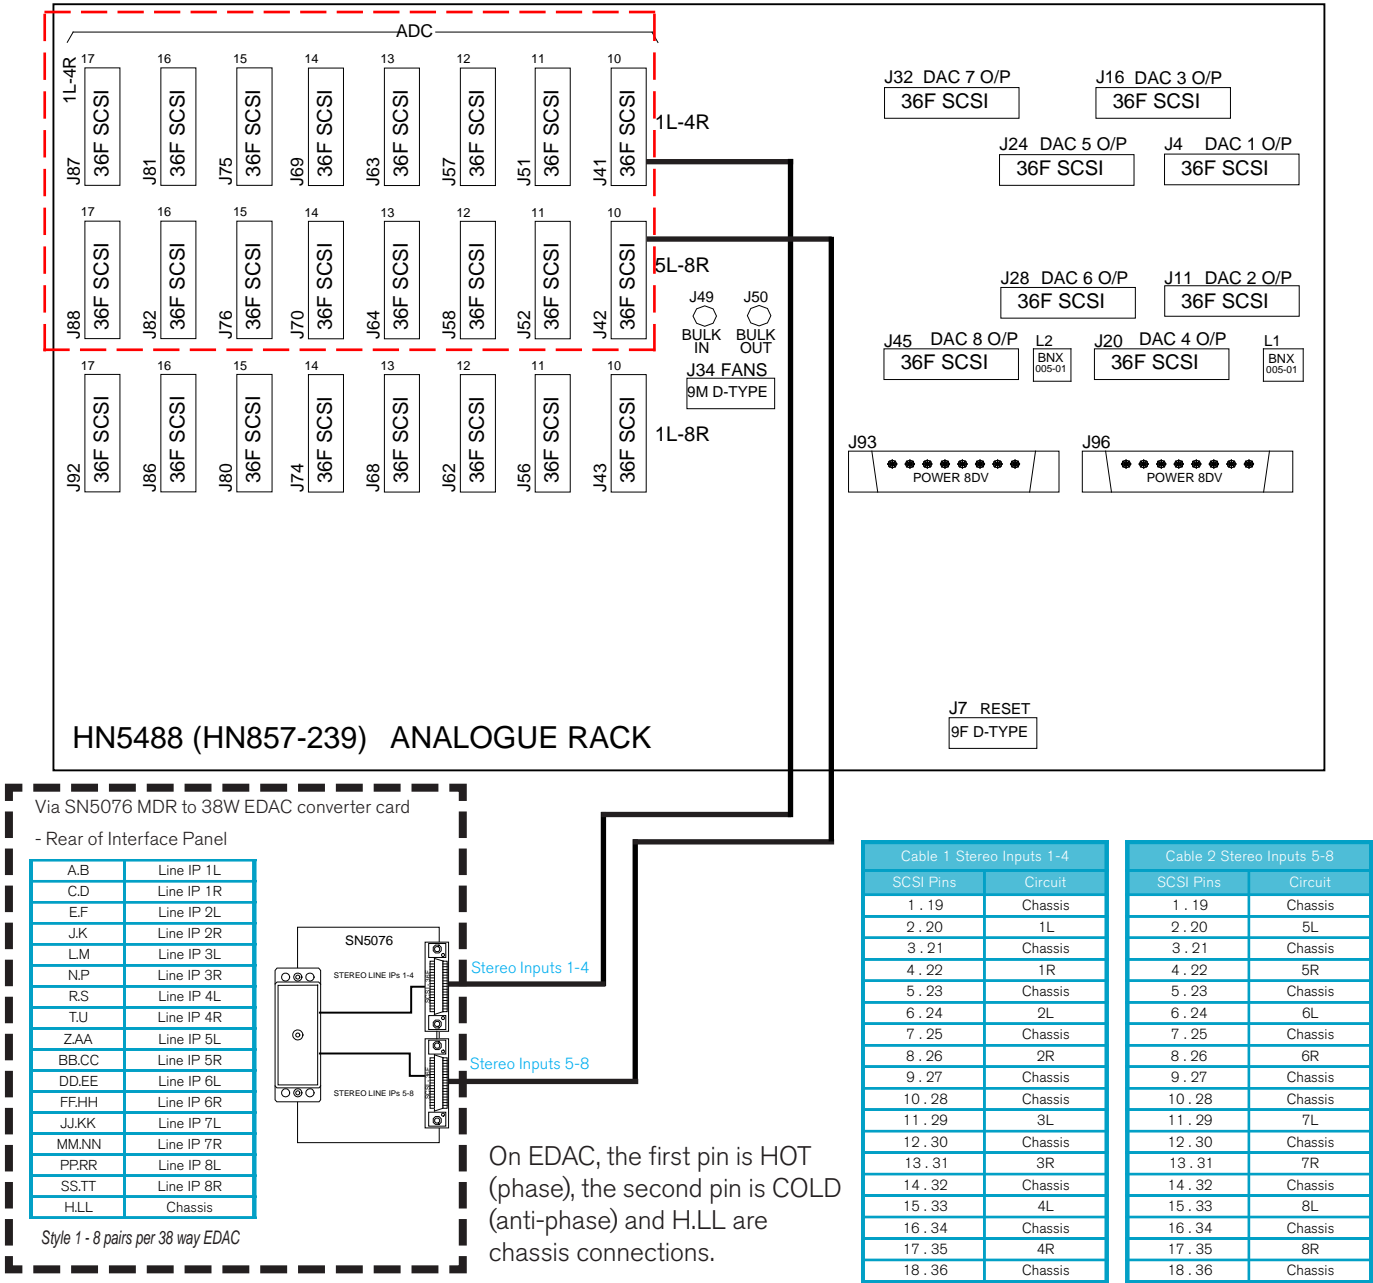 ADC
1L-4R
17 16 15 14 13 12 11 10
J87 36F SCSI J81 36F SCSI J75 36F SCSI J69 36F SCSI J63 36F SCSI J57 36F SCSI J51 36F SCSI J41 36F SCSI
1L-4R
17 16 15 14 13 12 11 10
J88 36F SCSI J82 36F SCSI J76 36F SCSI J70 36F SCSI J64 36F SCSI J58 36F SCSI J52 36F SCSI J42 36F SCSI
5L-8R
17 16 15 14 13 12 11 10
J92 36F SCSI J86 36F SCSI J80 36F SCSI J74 36F SCSI J68 36F SCSI J62 36F SCSI J56 36F SCSI J43 36F SCSI
1L-8R
J49 J50
BULK IN BULK OUT
J34 FANS
9M D-TYPE
J32 DAC 7 O/P
36F SCSI
J16 DAC 3 O/P
36F SCSI
J24 DAC 5 O/P
36F SCSI
J4 DAC 1 O/P
36F SCSI
J28 DAC 6 O/P
36F SCSI
J11 DAC 2 O/P
36F SCSI
J45 DAC 8 O/P
36F SCSI
L2
BNX
005-01
J20 DAC 4 O/P
36F SCSI
L1
BNX
005-01
J93
POWER 8DV
J96
POWER 8DV
J7 RESET
9F D-TYPE
HN5488 (HN857-239) ANALOGUE RACK
Via SN5076 MDR to 38W EDAC converter card
- Rear of Interface Panel
A.B Line IP 1L
C.D Line IP 1R
E.F Line IP 2L
J.K Line IP 2R
L.M Line IP 3L
N.P Line IP 3R
R.S Line IP 4L
T.U Line IP 4R
Z.AA Line IP 5L
BB.CC Line IP 5R
DD.EE Line IP 6L
FF.HH Line IP 6R
JJ.KK Line IP 7L
MM.NN Line IP 7R
PP.RR Line IP 8L
SS.TT Line IP 8R
H.LL Chassis
Style 1 - 8 pairs per 38 way EDAC
SN5076
STEREO LINE IPs 1-4
STEREO LINE IPs 5-8
Stereo Inputs 1-4
Stereo Inputs 5-8
On EDAC, the first pin is HOT
(phase), the second pin is COLD
(anti-phase) and H.LL are
chassis connections.
Cable 1 Stereo Inputs 1-4
SCSI Pins Circuit
1 . 19 Chassis
2 . 20 1L
3 . 21 Chassis
4 . 22 1R
5 . 23 Chassis
6 . 24 2L
7 . 25 Chassis
8 . 26 2R
9 . 27 Chassis
10 . 28 Chassis
11 . 29 3L
12 . 30 Chassis
13 . 31 3R
14 . 32 Chassis
15 . 33 4L
16 . 34 Chassis
17 . 35 4R
18 . 36 Chassis
Cable 2 Stereo Inputs 5-8
SCSI Pins Circuit
1 . 19 Chassis
2 . 20 5L
3 . 21 Chassis
4 . 22 5R
5 . 23 Chassis
6 . 24 6L
7 . 25 Chassis
8 . 26 6R
9 . 27 Chassis
10 . 28 Chassis
11 . 29 7L
12 . 30 Chassis
13 . 31 7R
14 . 32 Chassis
15 . 33 8L
16 . 34 Chassis
17 . 35 8R
18 . 36 Chassis